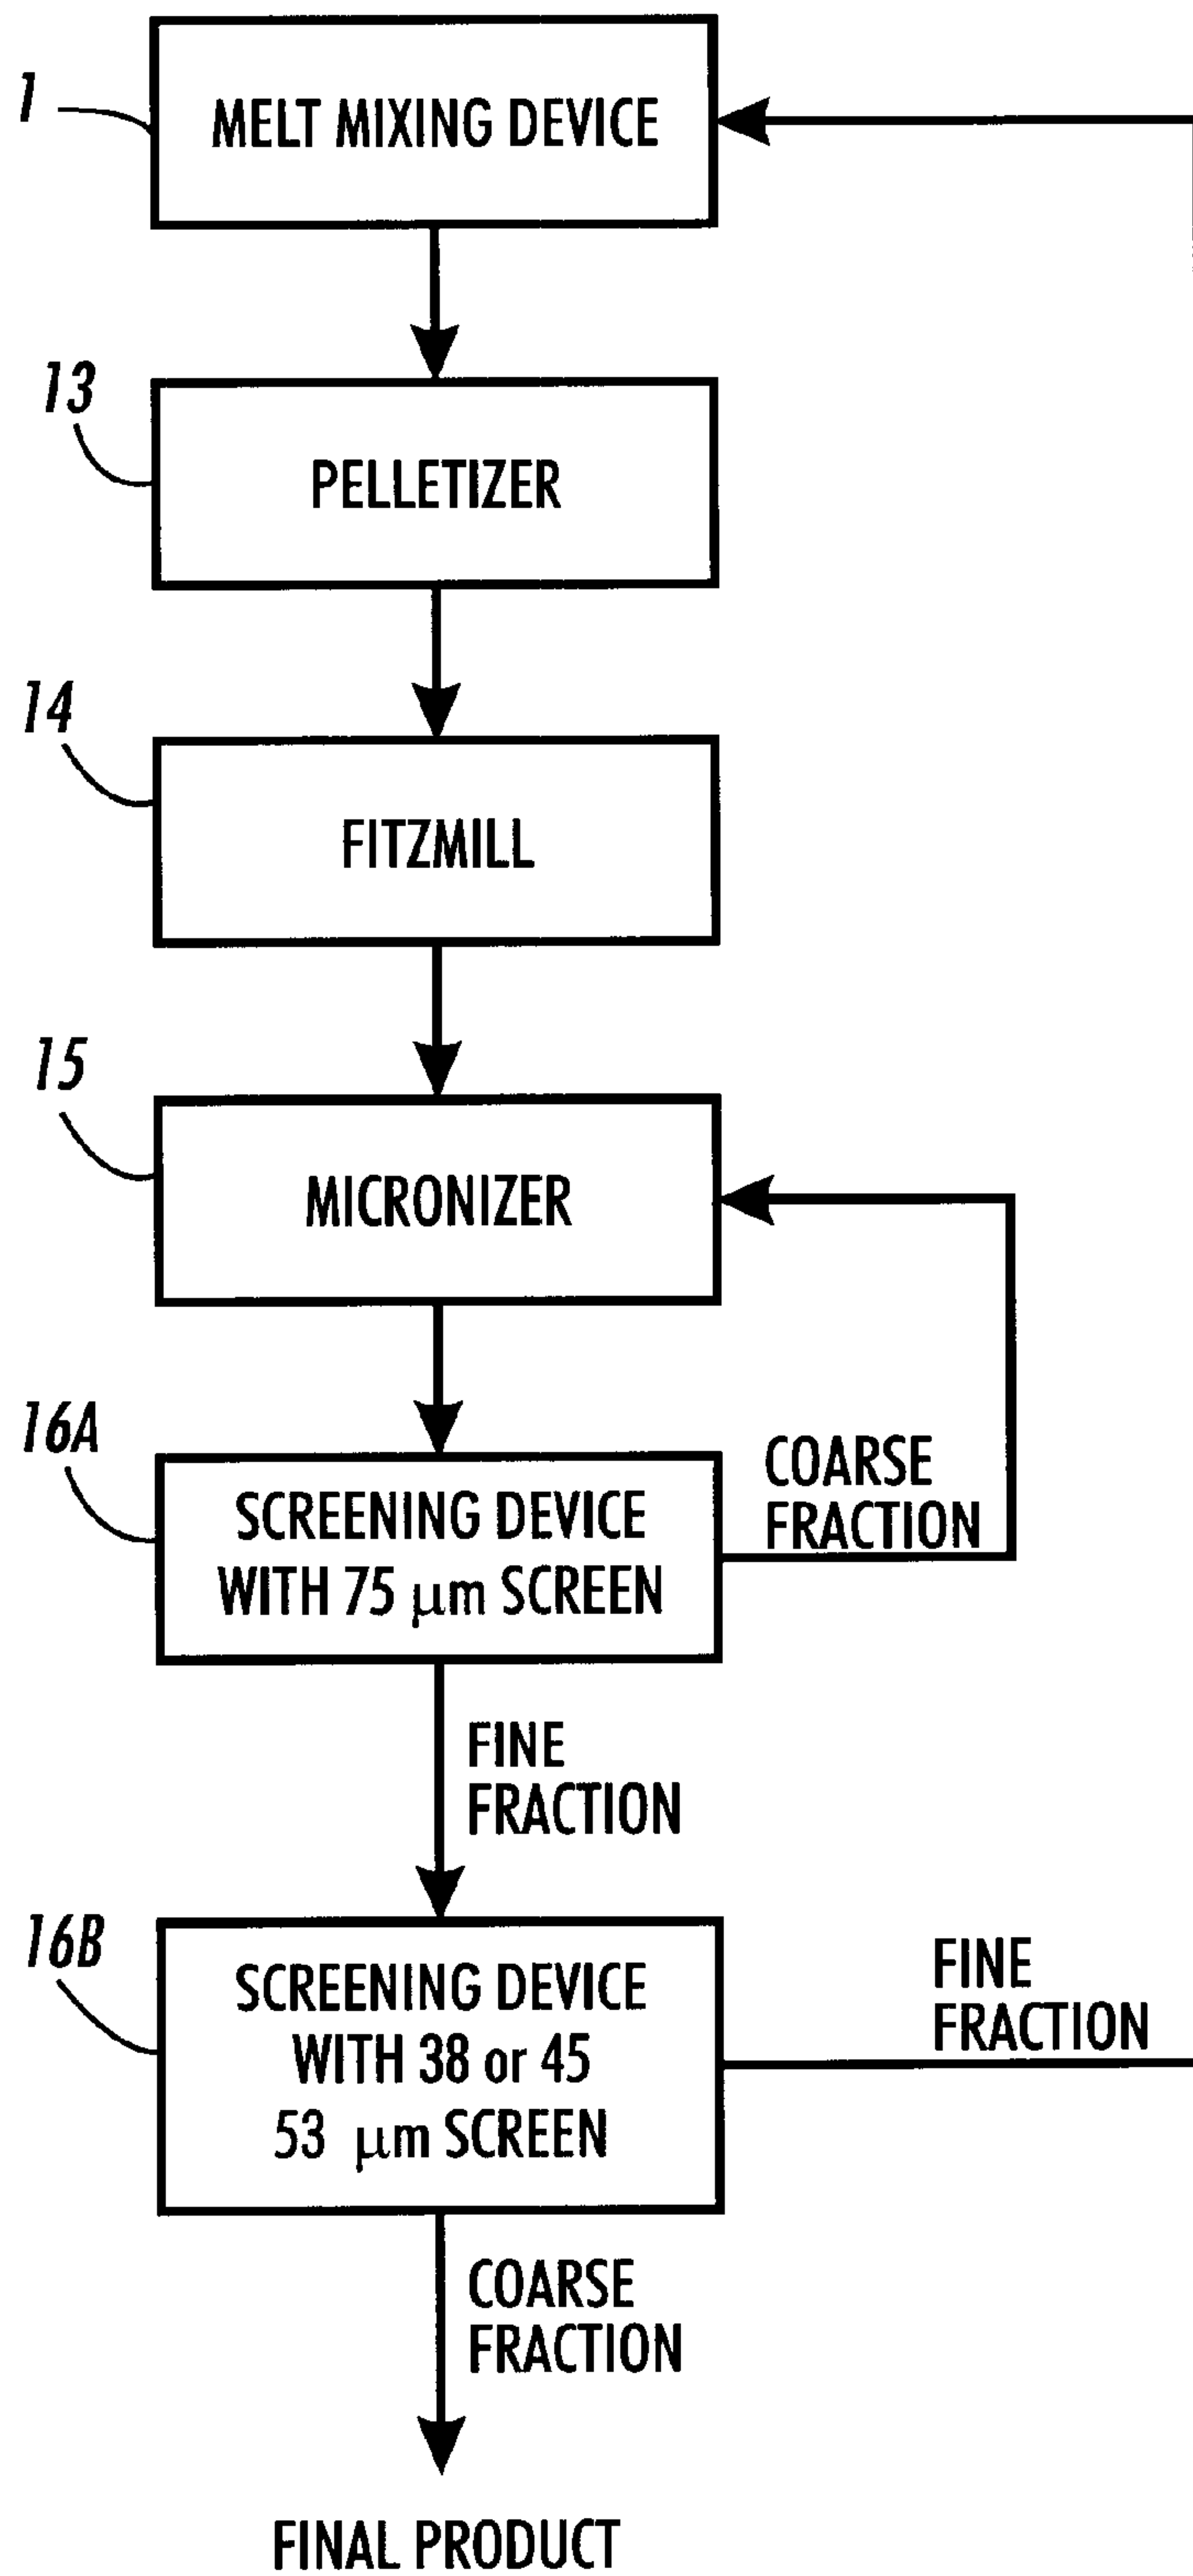 1
MELT MIXING DEVICE
13
PELLETIZER
14
FITZMILL
15
MICRONIZER
16A
SCREENING DEVICE
WITH 75 μm SCREEN
COARSE
FRACTION
FINE
FRACTION
16B
SCREENING DEVICE
WITH 38 or 45
53 μm SCREEN
FINE
FRACTION
COARSE
FRACTION
FINAL PRODUCT